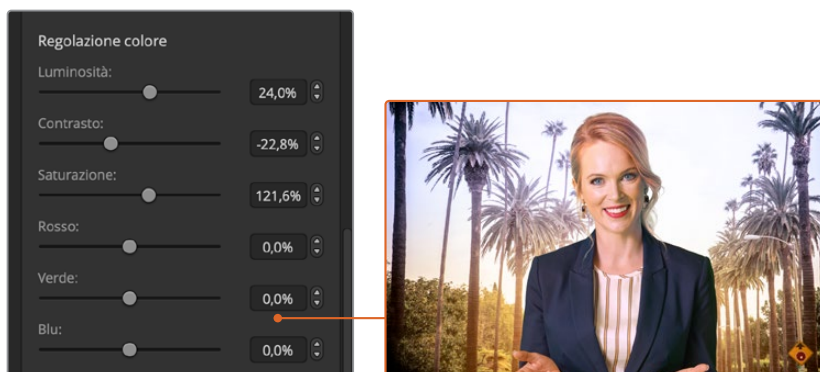 Regolazione colore
Luminosità:
24,0%
Contrasto:
-22,8%
Saturazione:
121,6%
Rosso:
0,0%
Verde:
0,0%
Blu:
0,0%